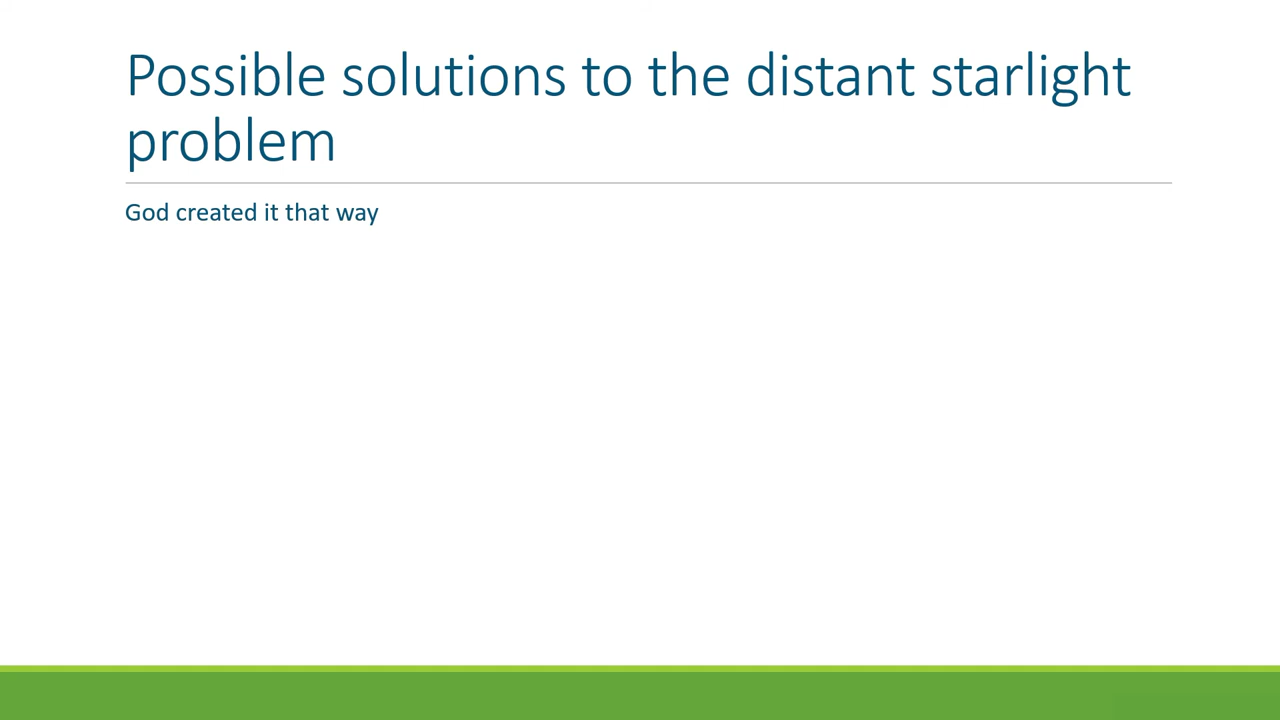 Possible solutions to the distant starlight
problem
God created it that way